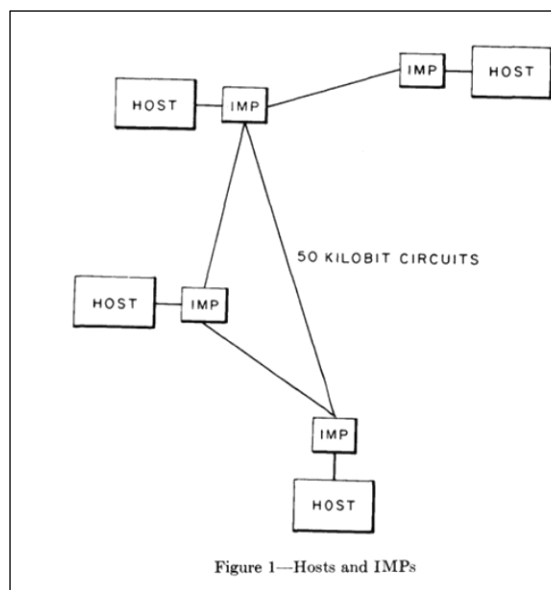 IMP
HOST
HOST
IMP
50 KILOBIT CIRCUITS
HOST
IMP
IMP
HOST
Figure 1—Hosts and IMPs